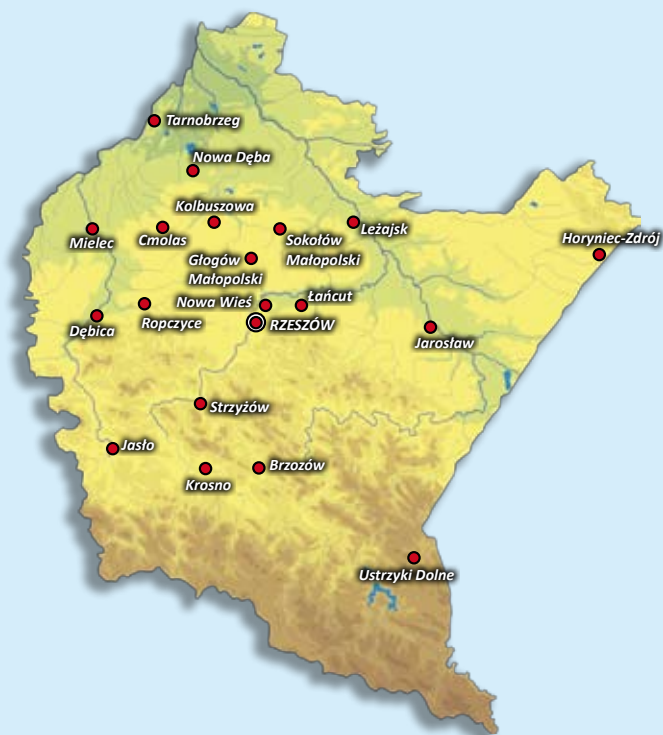 Tarnobrzeg
Nowa Dęba
Kolbuszowa
Mielec
Cmolas
Sokołów
Małopolski
Leżajsk
Horyniec-Zdrój
Głogów
Małopolski
Nowa Wieś
Łańcut
Dębica
Ropczyce
RZESZÓW
Jarosław
Strzyżów
Jasło
Krosno
Brzozów
Ustrzyki Dolne